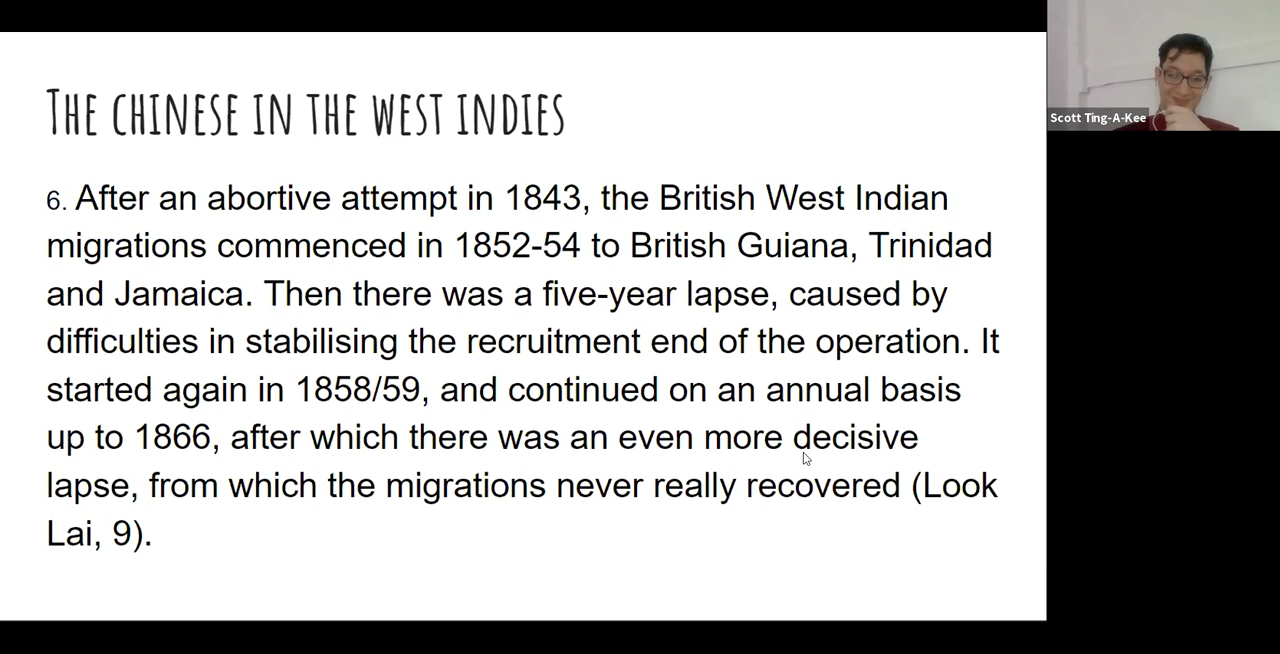 THE CHINESE IN THE WEST INDIES
6. After an abortive attempt in 1843, the British West Indian
migrations commenced in 1852-54 to British Guiana, Trinidad
and Jamaica. Then there was a five-year lapse, caused by
difficulties in stabilising the recruitment end of the operation. It
started again in 1858/59, and continued on an annual basis
up to 1866, after which there was an even more decisive
lapse, from which the migrations never really recovered (Look
Lai, 9).
Scott Ting-A-Kee